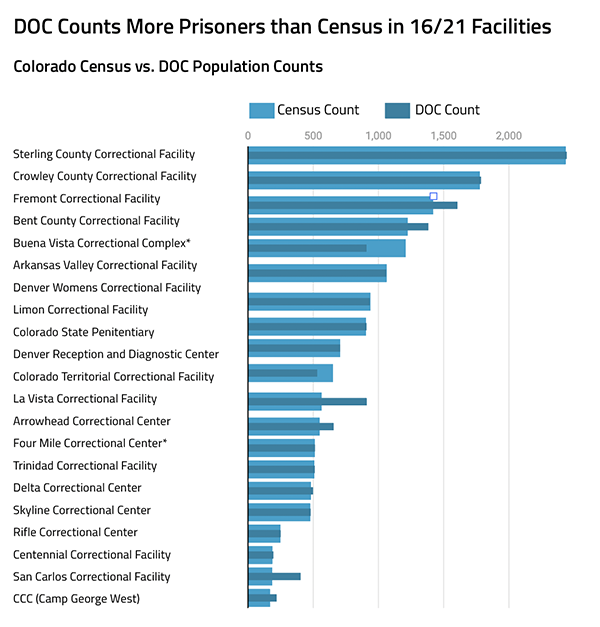 DOC Counts More Prisoners than Census in 16/21 Facilities
Colorado Census vs. DOC Population Counts
Census Count DOC Count
0 500 1,000 1,500 2,000
Sterling County Correctional Facility
Crowley County Correctional Facility
Fremont Correctional Facility
Bent County Correctional Facility
Buena Vista Correctional Complex*
Arkansas Valley Correctional Facility
Denver Womens Correctional Facility
Limon Correctional Facility
Colorado State Penitentiary
Denver Reception and Diagnostic Center
Colorado Territorial Correctional Facility
La Vista Correctional Facility
Arrowhead Correctional Center
Four Mile Correctional Center*
Trinidad Correctional Facility
Delta Correctional Center
Skyline Correctional Center
Rifle Correctional Center
Centennial Correctional Facility
San Carlos Correctional Facility
CCC (Camp George West)